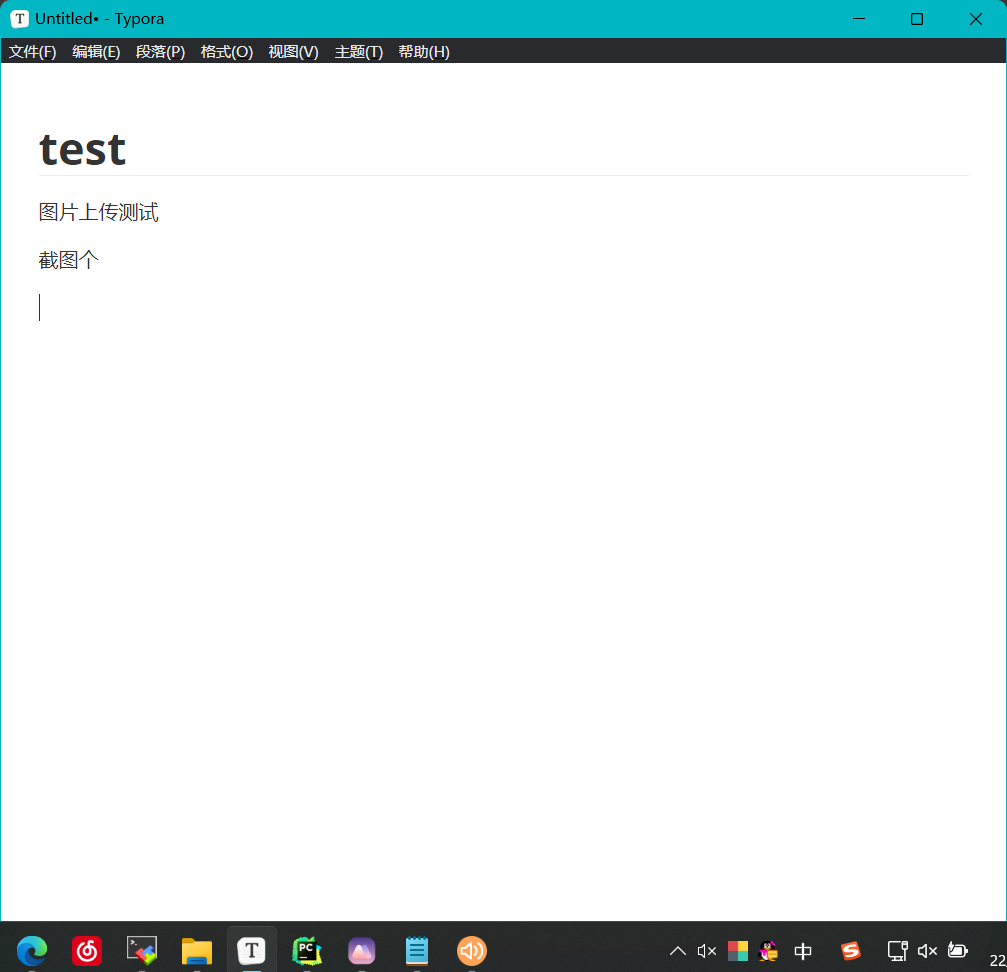 Untitled• - Typora
文件(F) 编辑(E) 段落(P) 格式(O) 视图(V) 主题(T) 帮助(H)
test
图片上传测试
截图个
T PC 中 22